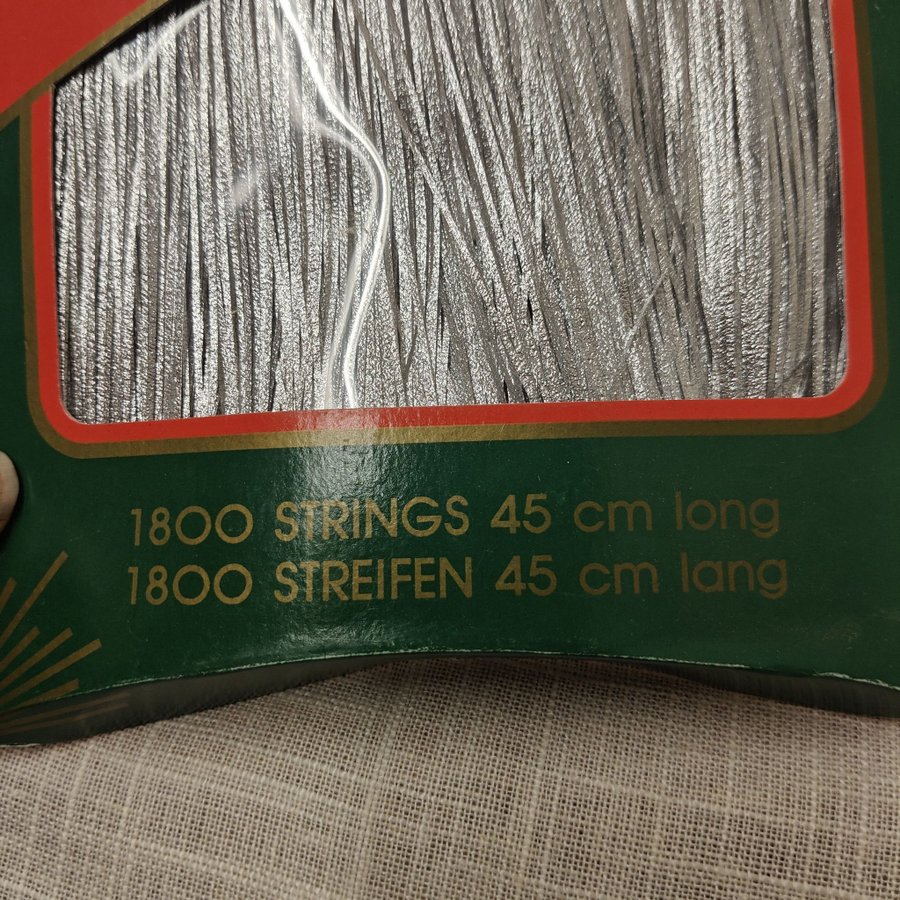 1800 STRINGS 45 cm long
1800 STREIFEN 45 cm lang